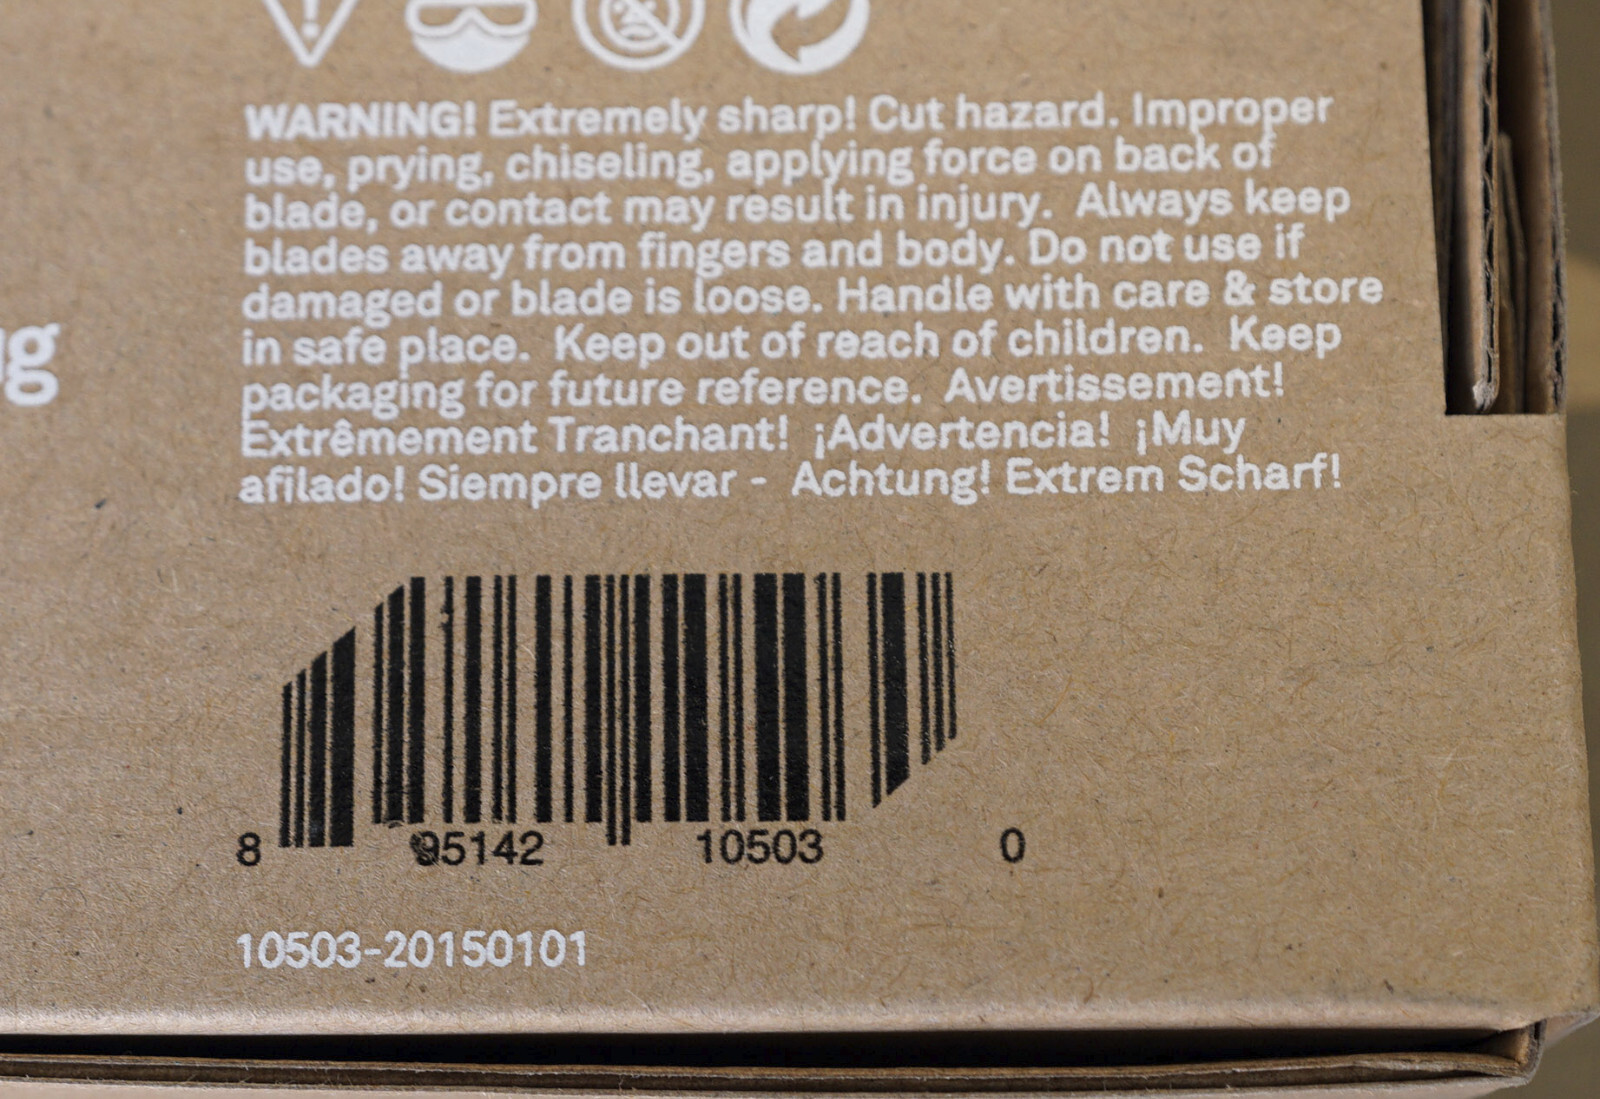 WARNING! Extremely sharp! Cut hazard. Improper
use, prying, chiseling, applying force on back of
blade, or contact may result in injury.  Always keep
blades away from fingers and body. Do not use if
damaged or blade is loose. Handle with care & store
in safe place.  Keep out of reach of children.  Keep
packaging for future reference.  Avertissement!
Extrêmement Tranchant!  ¡Advertencia!  ¡Muy
afilado! Siempre llevar -  Achtung! Extrem Scharf!
8 95142 10503 0
10503-20150101